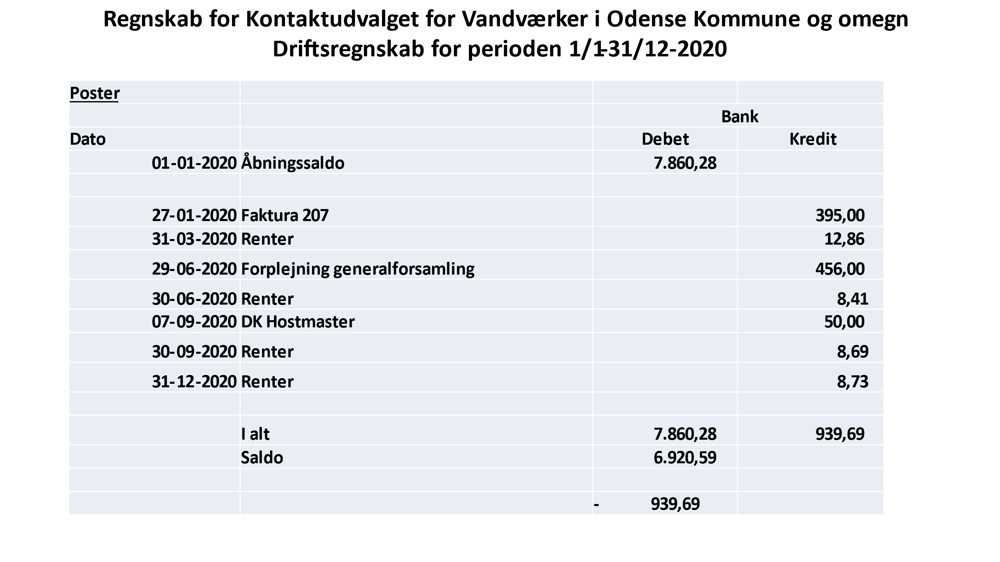 Regnskab for Kontaktudvalget for Vandværker i Odense Kommune og omegn
Driftsregnskab for perioden 1/1-31/12-2020
Poster
Bank
Dato Debet Kredit
01-01-2020 Åbningssaldo 7.860,28
27-01-2020 Faktura 207 395,00
31-03-2020 Renter 12,86
29-06-2020 Forplejning generalforsamling 456,00
30-06-2020 Renter 8,41
07-09-2020 DK Hostmaster 50,00
30-09-2020 Renter 8,69
31-12-2020 Renter 8,73
I alt 7.860,28 939,69
Saldo 6.920,59
- 939,69